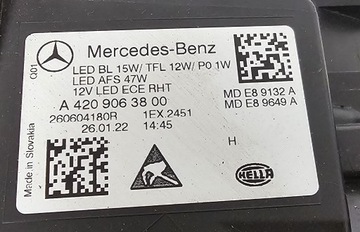 Mercedes-Benz
LED BL 15W/ TFL 12W/ P0 1W
LED AFS 47W
12V LED ECE RHT
A 420 906 38 00
260604180R 1EX 2451
26.01.22 14:45
MD E8 9132 A
MD E8 9649 A
H
HELLA
001
Made in Slovakia